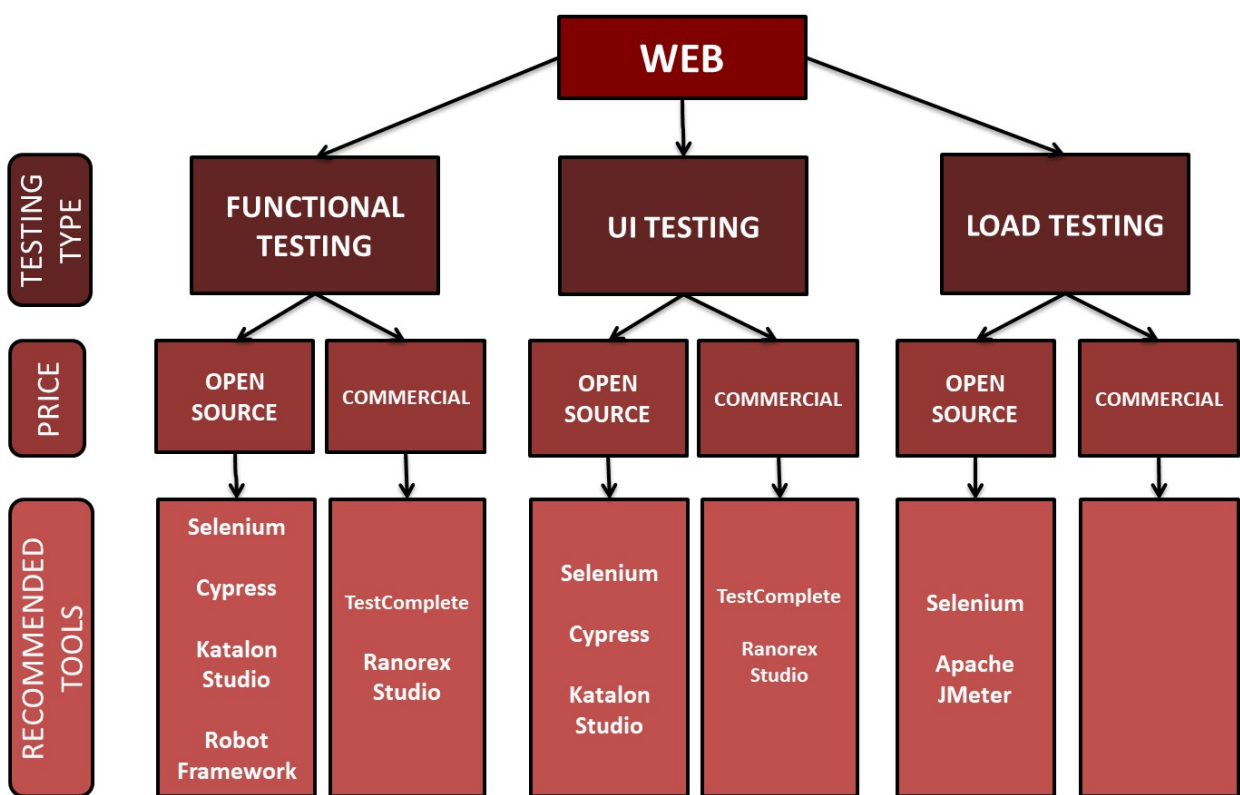 WEB
TESTING
TYPE
FUNCTIONAL
TESTING
UI TESTING
LOAD TESTING
PRICE
OPEN
SOURCE
COMMERCIAL
OPEN
SOURCE
COMMERCIAL
OPEN
SOURCE
COMMERCIAL
RECOMMENDED
TOOLS
Selenium
Cypress
Katalon
Studio
Robot
Framework
TestComplete
Ranorex
Studio
Selenium
Cypress
Katalon
Studio
TestComplete
Ranorex
Studio
Selenium
Apache
JMeter